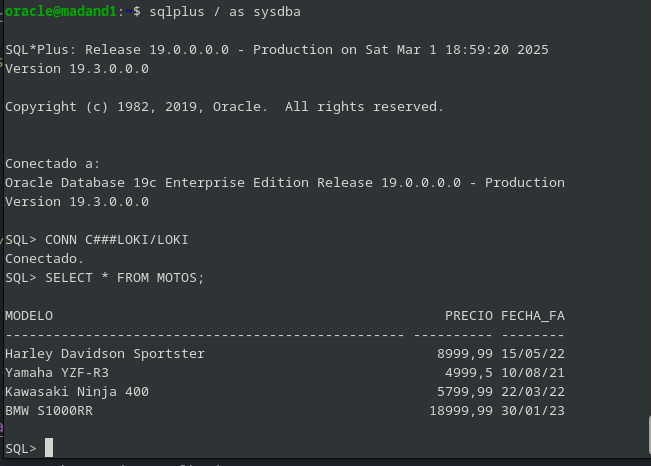 oracle@madand1:~$ sqlplus / as sysdba
SQL*Plus: Release 19.0.0.0.0 - Production on Sat Mar 1 18:59:20 2025
Version 19.3.0.0.0
Copyright (c) 1982, 2019, Oracle.  All rights reserved.
Conectado a:
Oracle Database 19c Enterprise Edition Release 19.0.0.0.0 - Production
Version 19.3.0.0.0
SQL> CONN C###LOKI/LOKI
Conectado.
SQL> SELECT * FROM MOTOS;
MODELO                                                 PRECIO FECHA_FA
-------------------------------------------------- ---------- --------
Harley Davidson Sportster                             8999,99 15/05/22
Yamaha YZF-R3                                          4999,5 10/08/21
Kawasaki Ninja 400                                    5799,99 22/03/22
BMW S1000RR                                          18999,99 30/01/23
SQL>